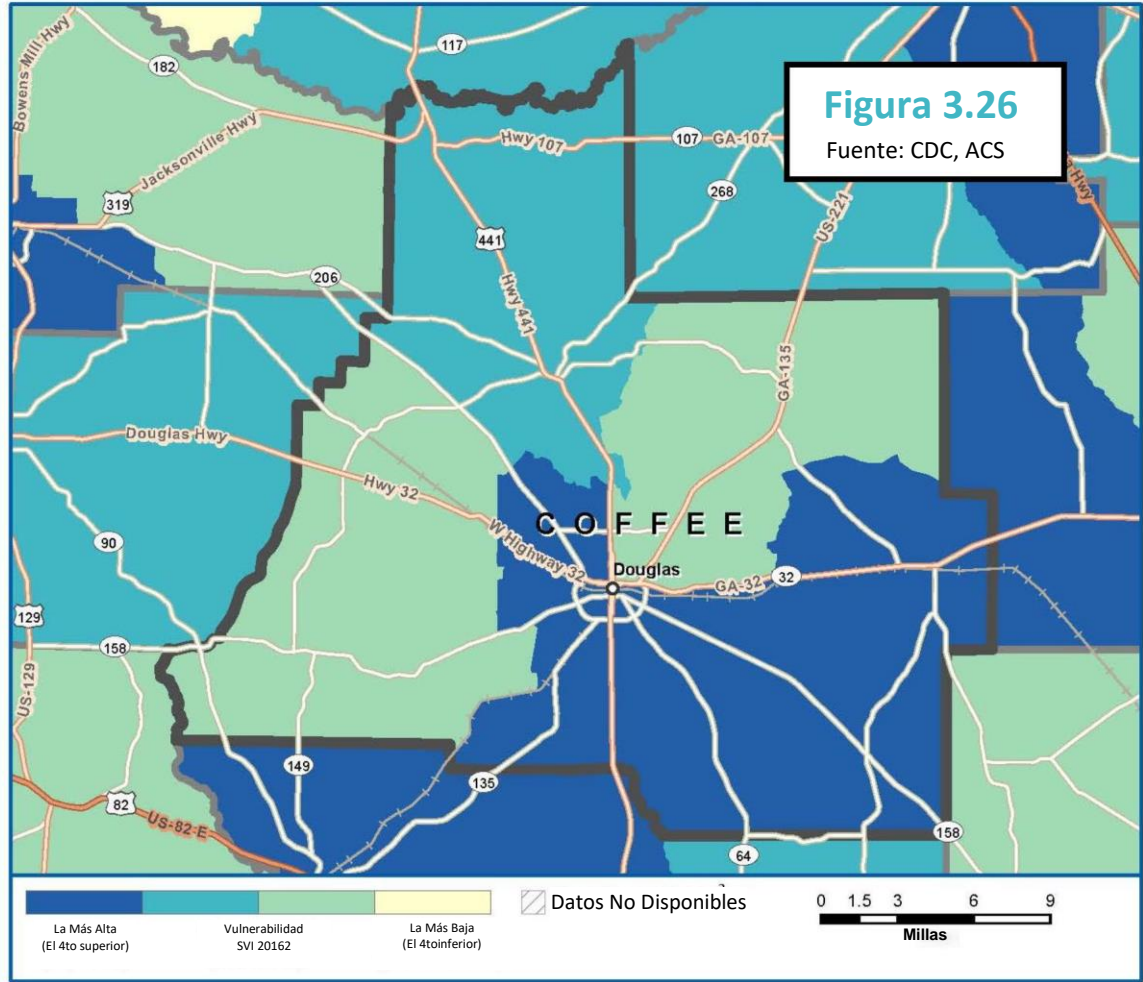 Figura 3.26
Fuente: CDC, ACS
Bowens Mill Hwy
182
117
Jacksonville Hwy
319
Hwy 107
107
GA-107
268
US-221
441
206
Hwy 441
GA-135
Douglas Hwy
Hwy 32
W Highway 32
COFFEE
Douglas
GA-32
32
90
129
US-129
158
149
135
82
US-82 E
64
158
La Más Alta
(El 4to superior)
Vulnerabilidad
SVI 20162
La Más Baja
(El 4toinferior)
Datos No Disponibles
0 1.5 3 6 9
Millas